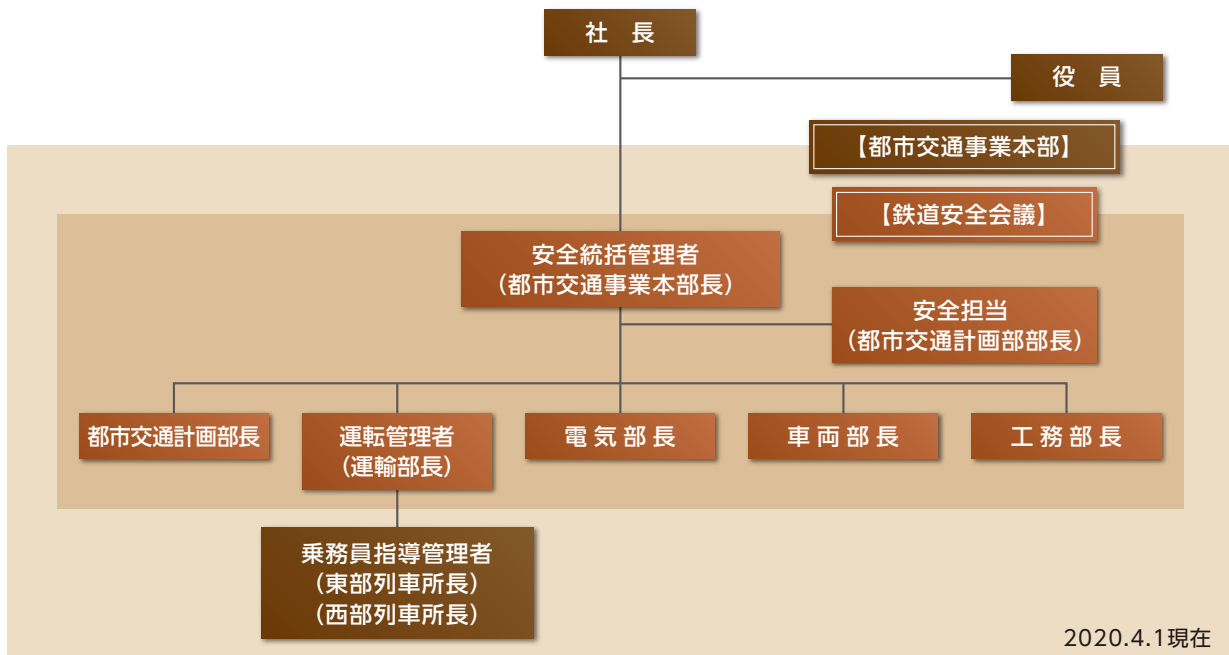 社 長
役 員
【都市交通事業本部】
【鉄道安全会議】
安全統括管理者
（都市交通事業本部長）
安全担当
（都市交通計画部部長）
都市交通計画部長
運転管理者
（運輸部長）
電気部長
車両部長
工務部長
乗務員指導管理者
（東部列車所長）
（西部列車所長）
2020.4.1現在